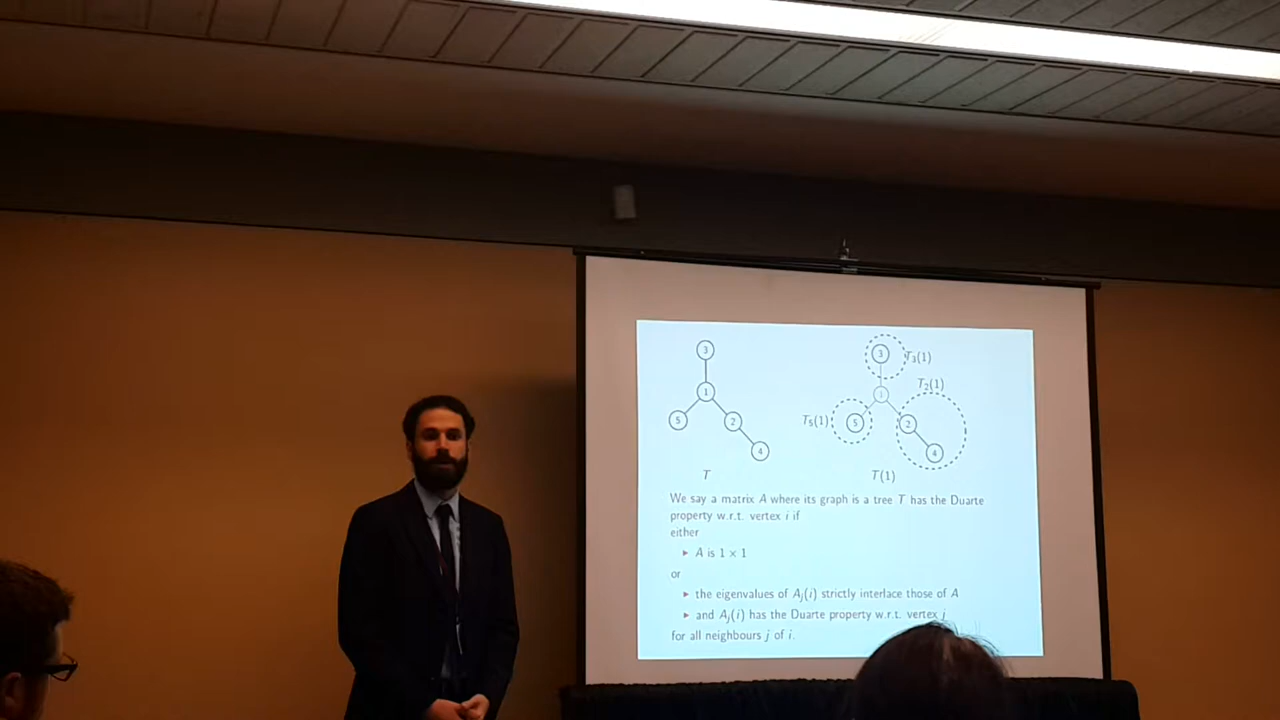 3
1
5
2
4
T
3
T₃(1)
T₂(1)
1
T₅(1)
5
2
4
T(1)
We say a matrix A where its graph is a tree T has the Duarte
property w.r.t. vertex i if
either
▸ A is 1 × 1
or
▸ the eigenvalues of Aⱼ(i) strictly interlace those of A
▸ and Aⱼ(i) has the Duarte property w.r.t. vertex j
for all neighbours j of i.